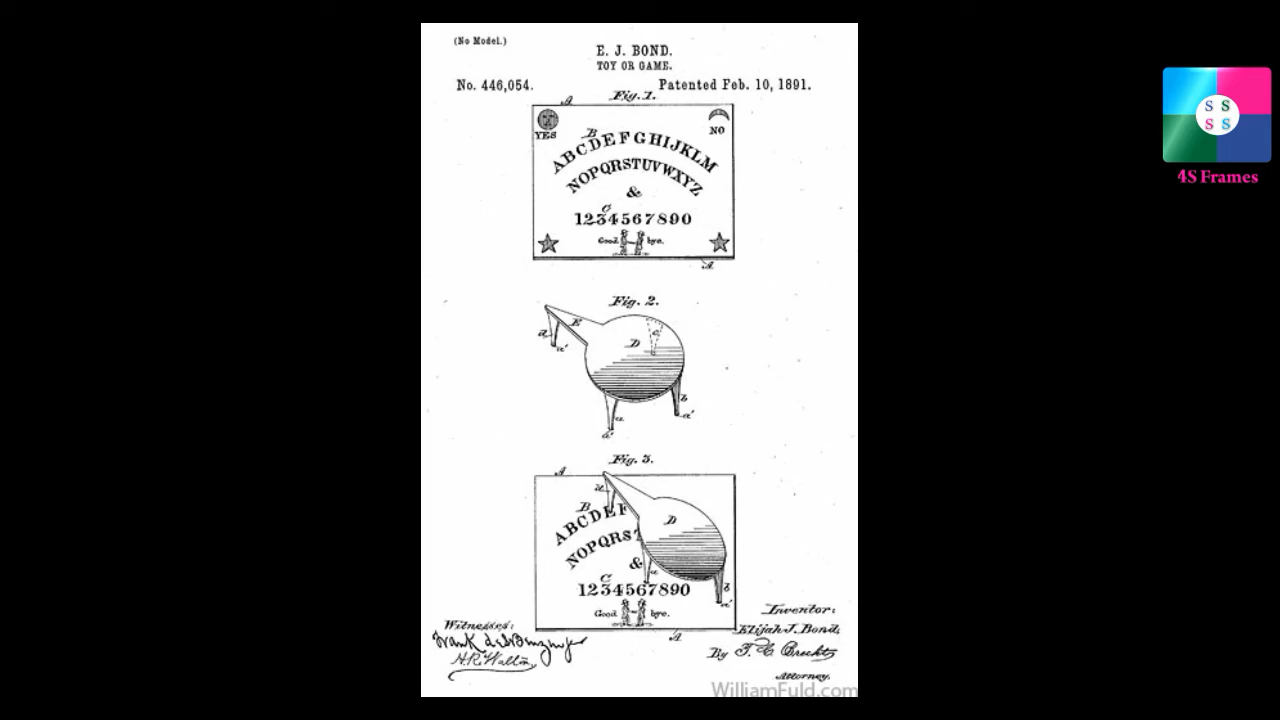 (No Model.)
E. J. BOND.
TOY OR GAME.
No. 446,054.
Patented Feb. 10, 1891.
Fig. 1.
A
YES
NO
B
ABCDEFGHIJKLM
NOPQRSTUVWXYZ
&
C
1234567890
Good bye.
A
Fig. 2.
E
d
a'
D
c
b
a'
a
a'
Fig. 3.
A
d
B
ABCDEF
D
NOPQRST
&
a
C
1234567890
b
a'
Good bye.
A
Witnesses:
H. R. Walton
Inventor:
Elijah J. Bond,
By
Attorney.
WilliamFuld.com
S S
S S
4S Frames